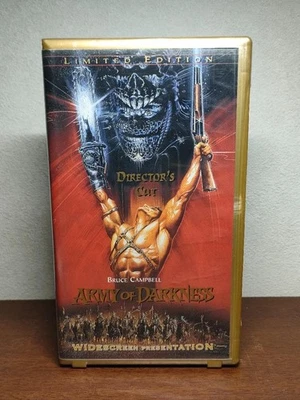 LIMITED EDITION
DIRECTOR'S
CUT
BRUCE CAMPBELL
ARMY OF DARKNESS
WIDESCREEN PRESENTATION